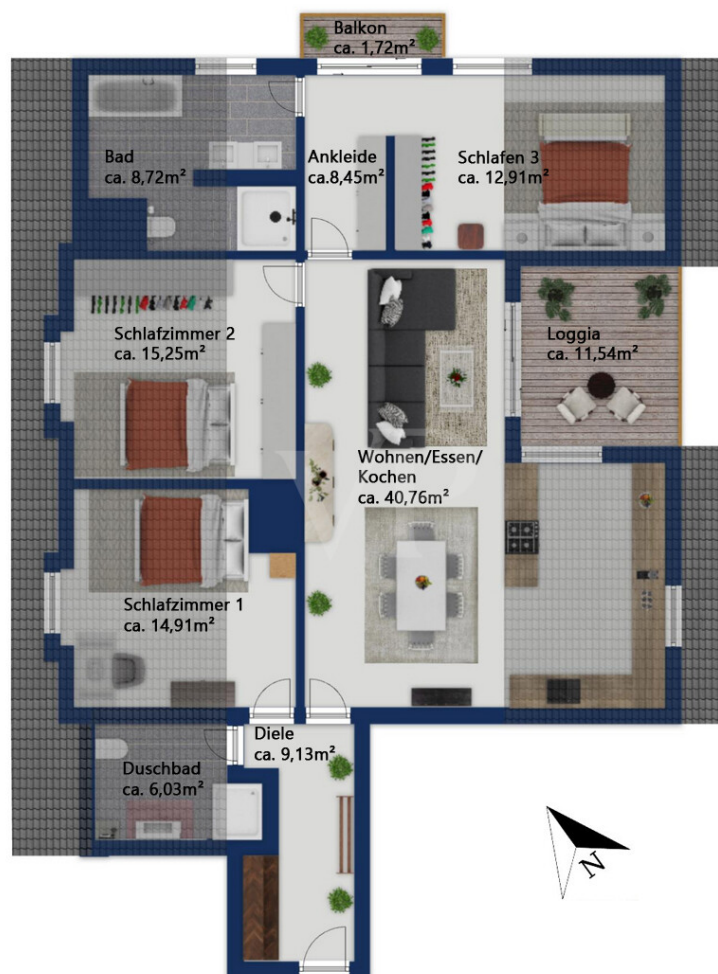 Balkon
ca. 1,72m²
Bad
ca. 8,72m²
Ankleide
ca.8,45m²
Schlafen 3
ca. 12,91m²
Schlafzimmer 2
ca. 15,25m²
Loggia
ca. 11,54m²
Wohnen/Essen/
Kochen
ca. 40,76m²
Schlafzimmer 1
ca. 14,91m²
Diele
ca. 9,13m²
Duschbad
ca. 6,03m²
N